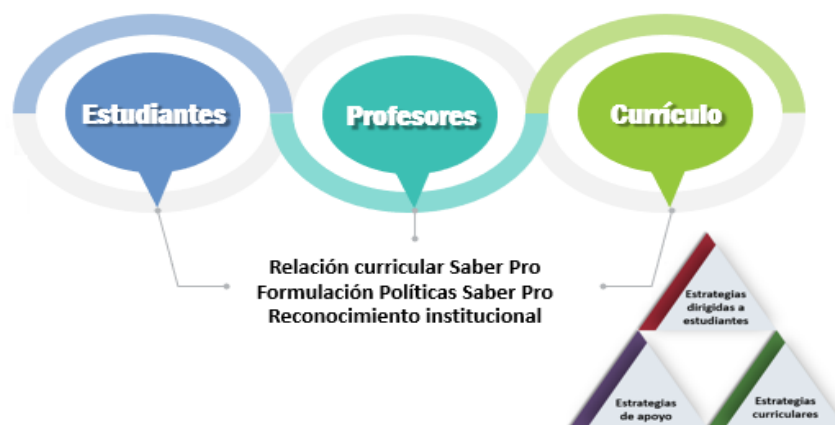 Estudiantes
Profesores
Currículo
Relación curricular Saber Pro
Formulación Políticas Saber Pro
Reconocimiento institucional
Estrategias
dirigidas a
estudiantes
Estrategias
de apoyo
Estrategias
curriculares